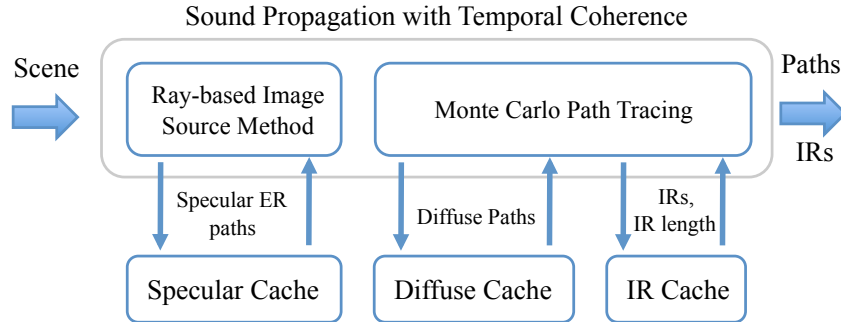 Sound Propagation with Temporal Coherence
Scene
Ray-based Image
Source Method
Monte Carlo Path Tracing
Paths
IRs
Specular ER
paths
Diffuse Paths
IRs,
IR length
Specular Cache
Diffuse Cache
IR Cache